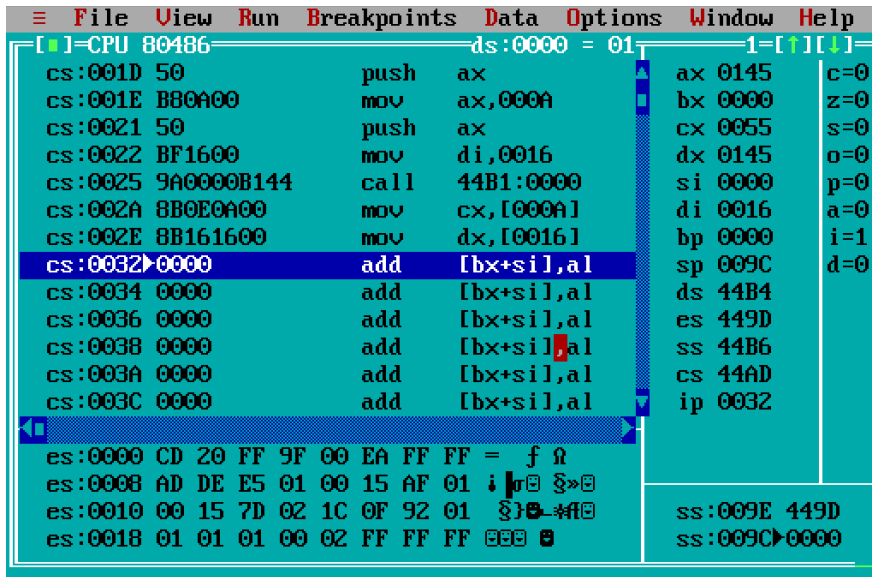 ≡ File View Run Breakpoints Data Options Window Help
[■]=CPU 80486 ds:0000 = 01 1=[↑][↓]
cs:001D 50 push ax ax 0145 c=0
cs:001E B80A00 mov ax,000A bx 0000 z=0
cs:0021 50 push ax cx 0055 s=0
cs:0022 BF1600 mov di,0016 dx 0145 o=0
cs:0025 9A0000B144 call 44B1:0000 si 0000 p=0
cs:002A 8B0E0A00 mov cx,[000A] di 0016 a=0
cs:002E 8B161600 mov dx,[0016] bp 0000 i=1
cs:0032►0000 add [bx+si],al sp 009C d=0
cs:0034 0000 add [bx+si],al ds 44B4
cs:0036 0000 add [bx+si],al es 449D
cs:0038 0000 add [bx+si],al ss 44B6
cs:003A 0000 add [bx+si],al cs 44AD
cs:003C 0000 add [bx+si],al ip 0032
es:0000 CD 20 FF 9F 00 EA FF FF = ƒ Ω
es:0008 AD DE E5 01 00 15 AF 01 ¡ ▐σ☺ §»☺
es:0010 00 15 7D 02 1C 0F 92 01 §}☻∟☼Æ☺ ss:009E 449D
es:0018 01 01 01 00 02 FF FF FF ☺☺☺ ☻ ss:009C►0000